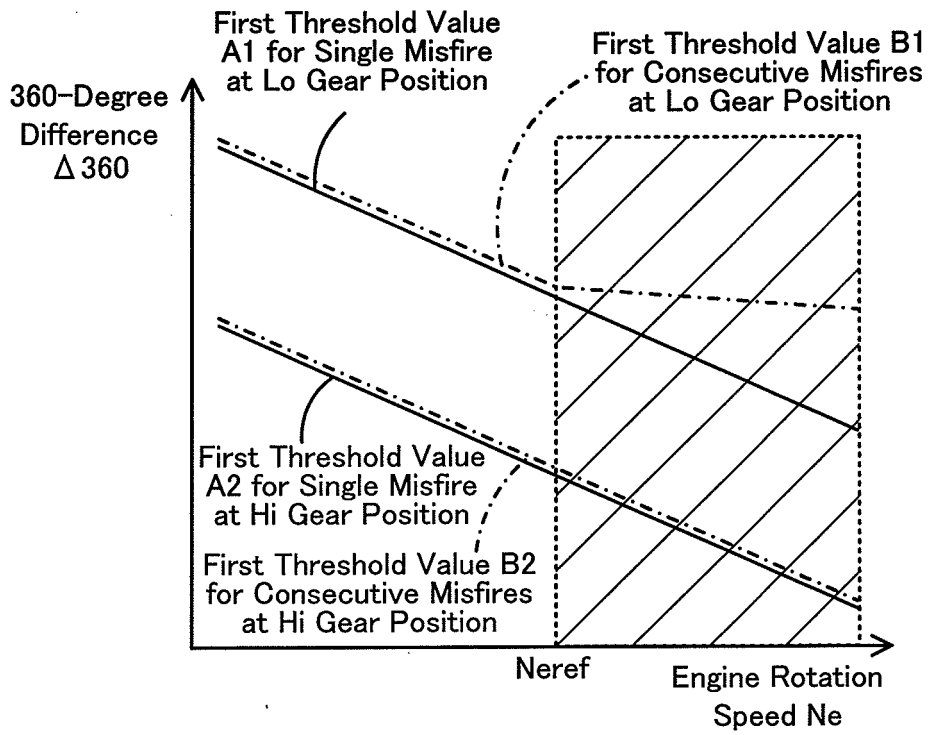 First Threshold Value
A1 for Single Misfire
at Lo Gear Position
First Threshold Value B1
for Consecutive Misfires
at Lo Gear Position
360-Degree
Difference
Δ360
First Threshold Value
A2 for Single Misfire
at Hi Gear Position
First Threshold Value B2
for Consecutive Misfires
at Hi Gear Position
Neref
Engine Rotation
Speed Ne